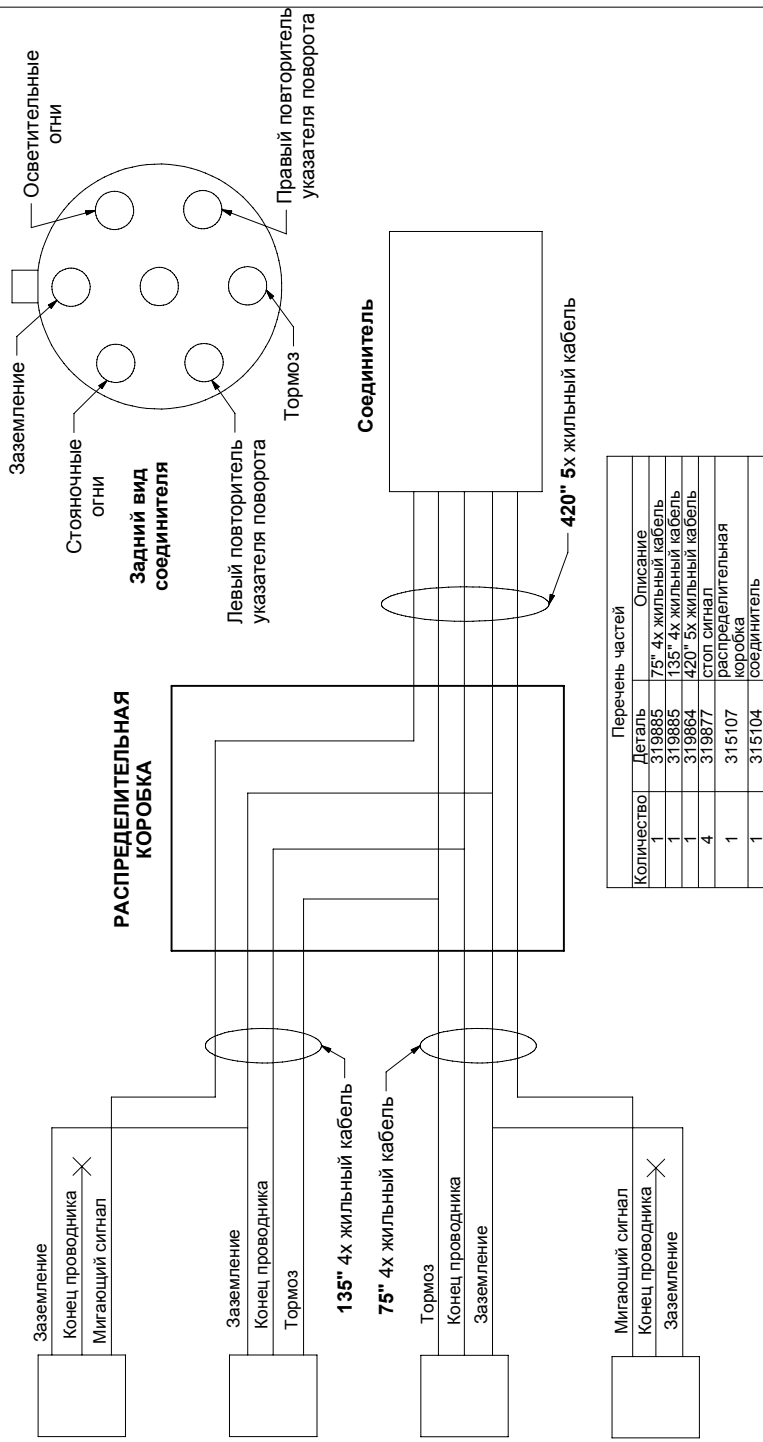 Заземление
Конец проводника
Мигающий сигнал
Заземление
Конец проводника
Тормоз
135" 4х жильный кабель
75" 4х жильный кабель
Тормоз
Конец проводника
Заземление
Мигающий сигнал
Конец проводника
Заземление
РАСПРЕДЕЛИТЕЛЬНАЯ
КОРОБКА
Заземление
Осветительные
огни
Стояночные
огни
Задний вид
соединителя
Левый повторитель
указателя поворота
Тормоз
Правый повторитель
указателя поворота
Соединитель
420" 5х жильный кабель
Перечень частей
Количество Деталь Описание
1 319885 75" 4х жильный кабель
1 319885 135" 4х жильный кабель
1 319864 420" 5х жильный кабель
4 319877 стоп сигнал
1 315107 распределительная
коробка
1 315104 соединитель